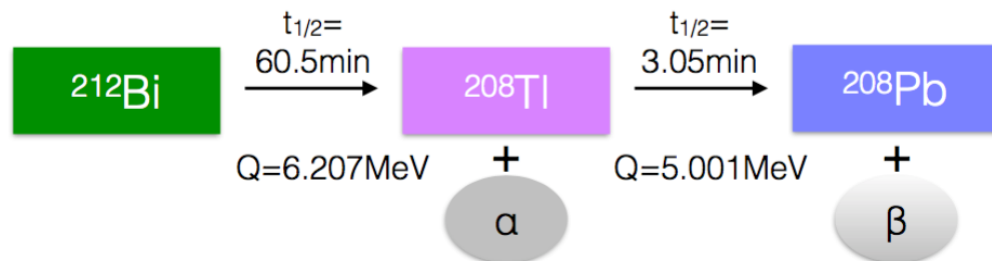 t1/2=
60.5min
t1/2=
3.05min
212Bi
208Tl
208Pb
Q=6.207MeV
+
Q=5.001MeV
+
α
β